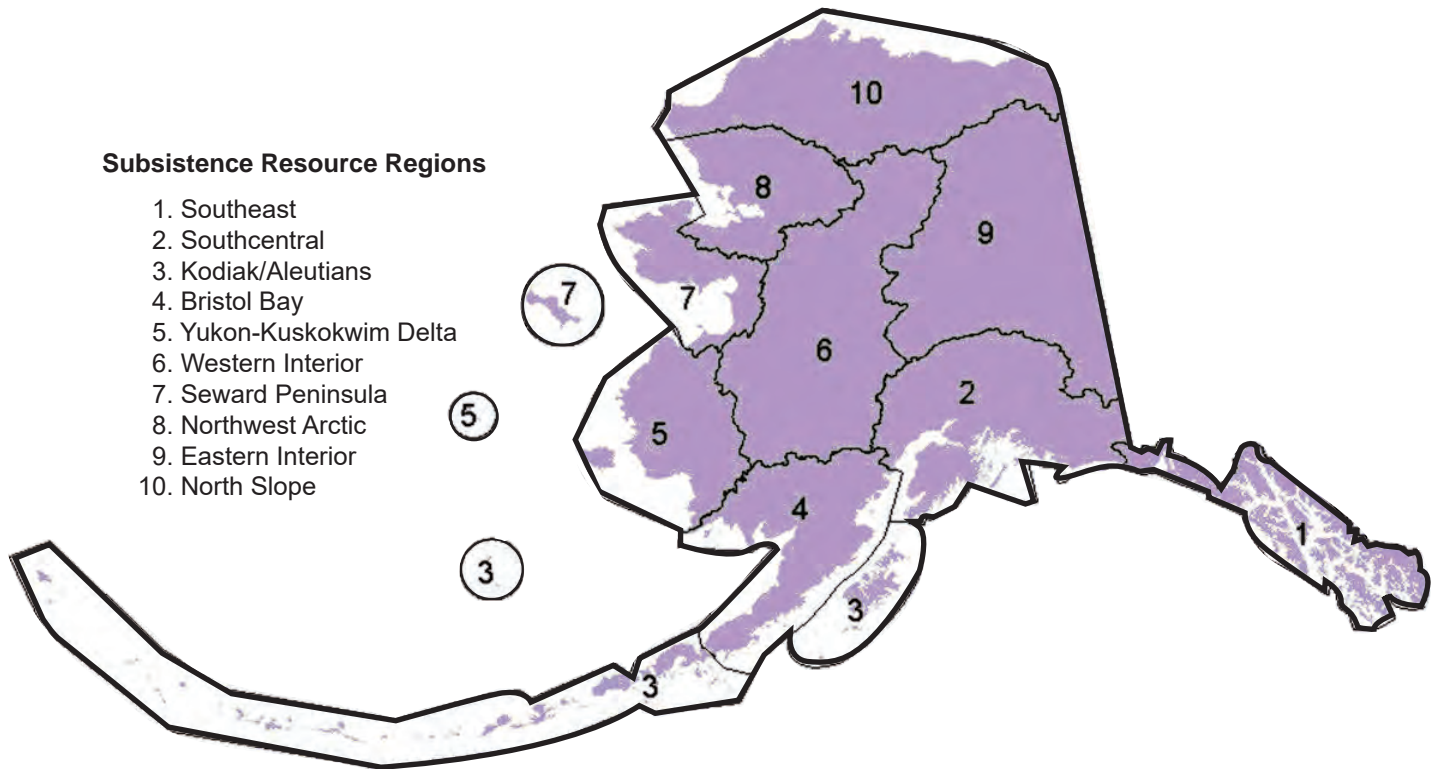 Subsistence Resource Regions
1. Southeast
2. Southcentral
3. Kodiak/Aleutians
4. Bristol Bay
5. Yukon-Kuskokwim Delta
6. Western Interior
7. Seward Peninsula
8. Northwest Arctic
9. Eastern Interior
10. North Slope
10
8
9
7
7
6
2
5
5
4
1
3
3
3